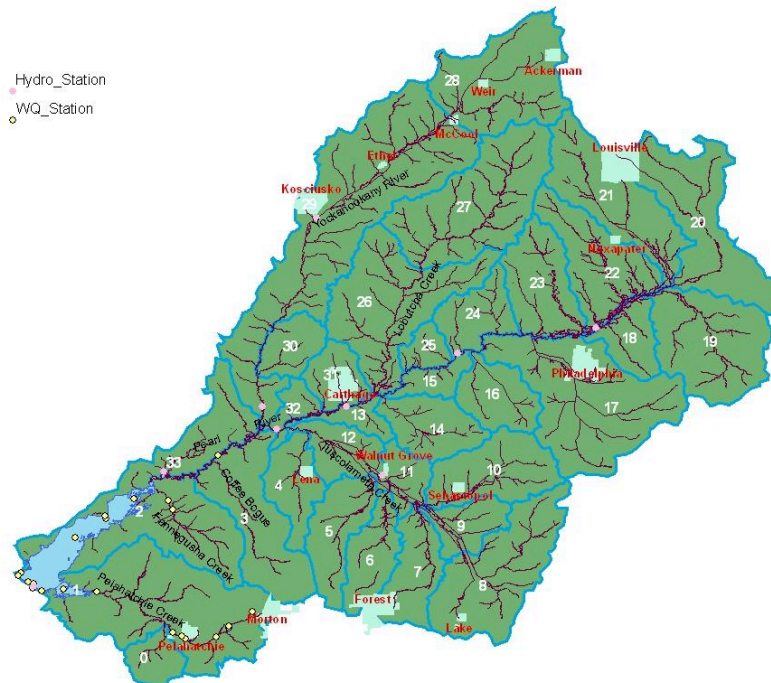 Hydro_Station
WQ_Station
Ackerman
28
Weir
McCool
Ethel
Louisville
Kosciusko
29
Yockanookany River
27
21
20
Noxapater
22
23
26
Lobutcha Creek
24
19
18
30
25
Philadelphia
31
15
Carthage
16
17
32
13
14
Pearl River
12
Tuscolameta Creek
Walnut Grove
11
10
33
Coffee Bogue
4
Lena
Sebastopol
2
3
9
Hannegusha Creek
5
6
7
8
1
Pelahatchie Creek
Forest
Morton
Lake
Pelahatchie
0